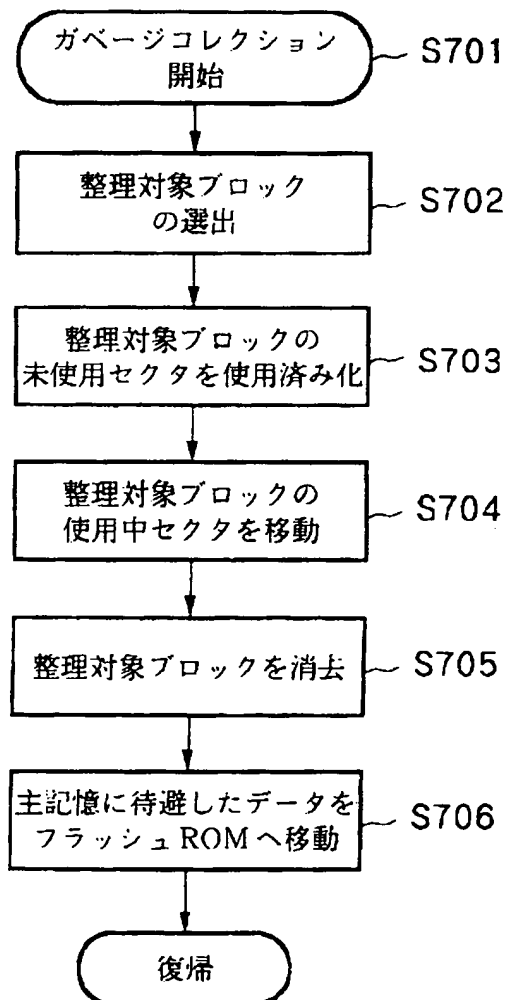 ガベージコレクション
開始
S701
整理対象ブロック
の選出
S702
整理対象ブロックの
未使用セクタを使用済み化
S703
整理対象ブロックの
使用中セクタを移動
S704
整理対象ブロックを消去
S705
主記憶に待避したデータを
フラッシュROMへ移動
S706
復帰